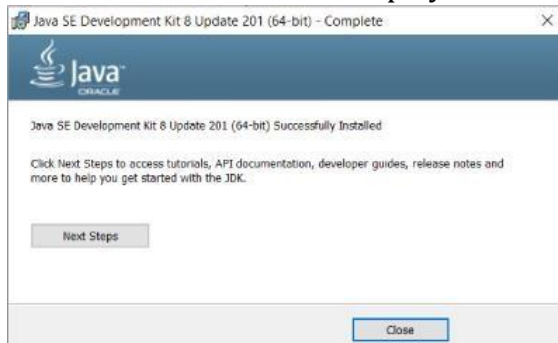 Java SE Development Kit 8 Update 201 (64-bit) - Complete
Java
ORACLE
Java SE Development Kit 8 Update 201 (64-bit) Successfully Installed
Click Next Steps to access tutorials, API documentation, developer guides, release notes and
more to help you get started with the JDK.
Next Steps
Close